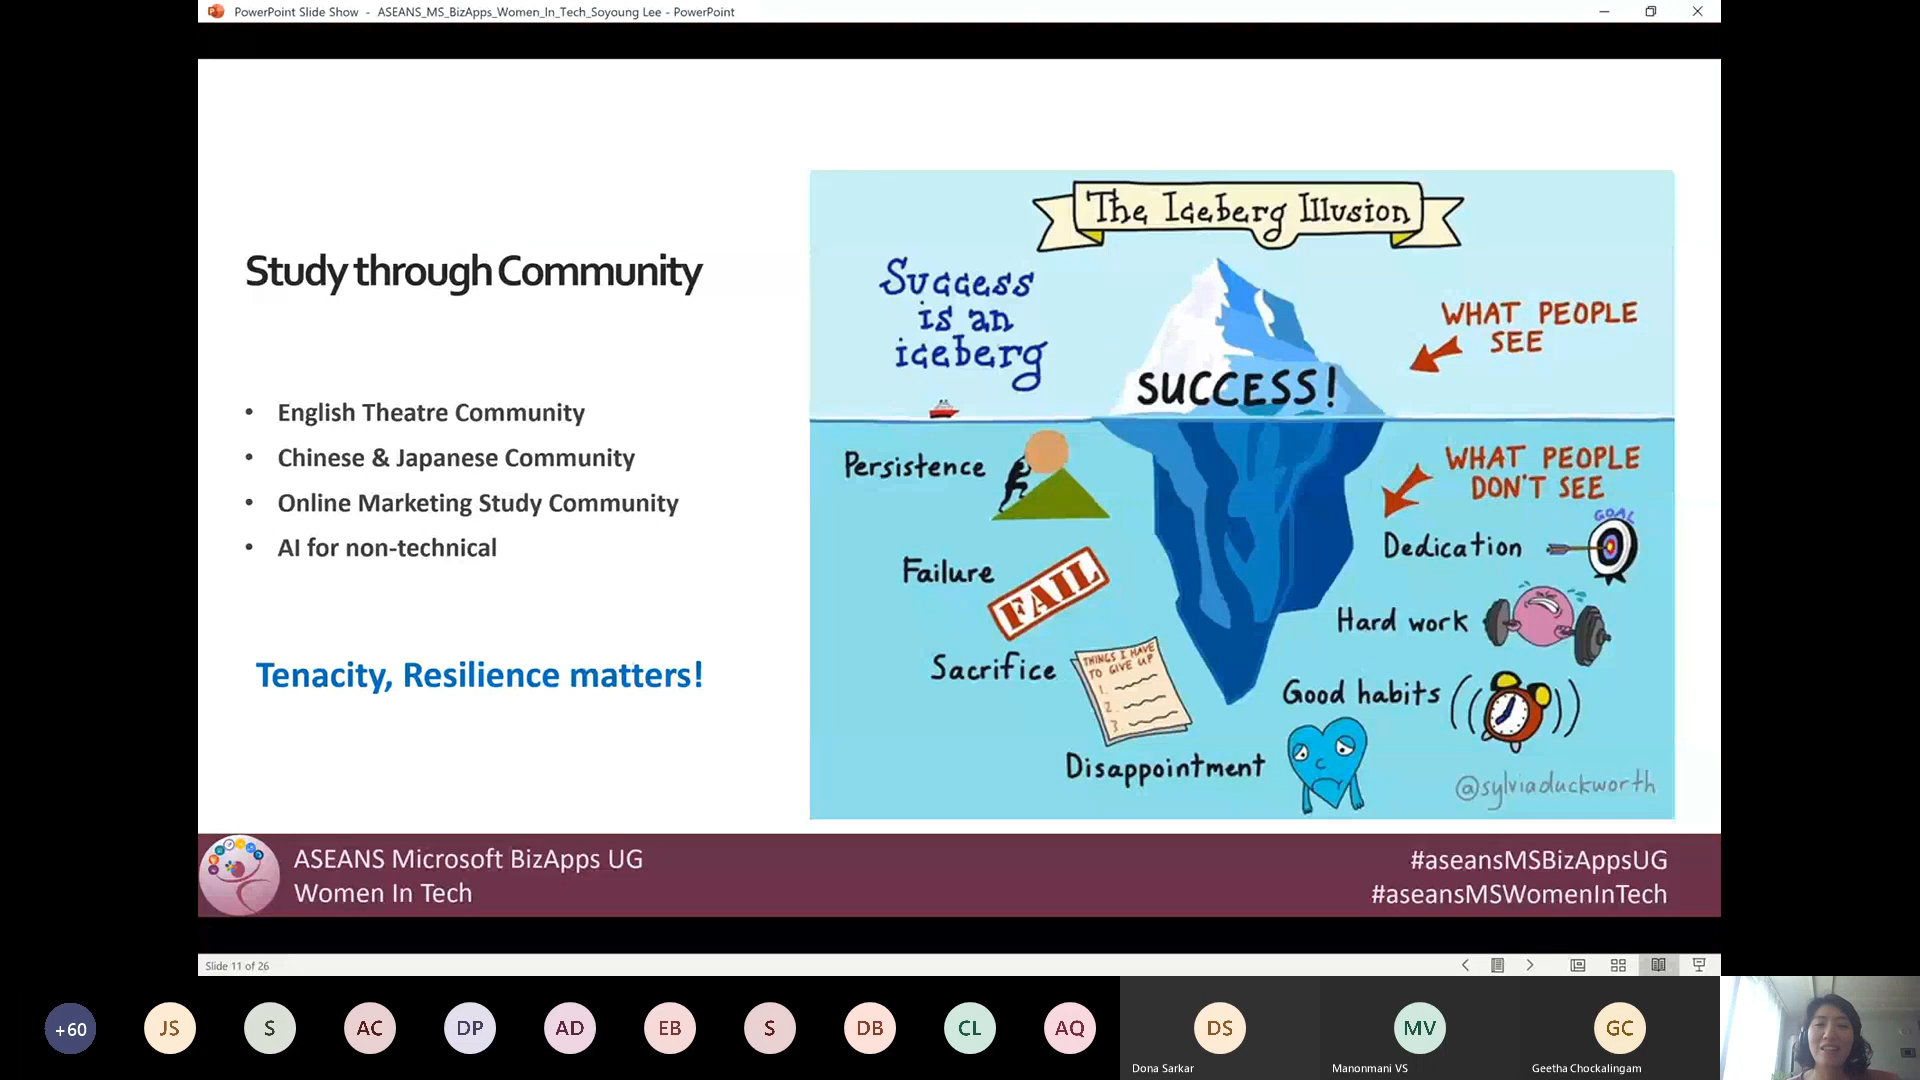 PowerPoint Slide Show - ASEANS_MS_BizApps_Women_In_Tech_Soyoung Lee - PowerPoint
Study through Community
• English Theatre Community
• Chinese & Japanese Community
• Online Marketing Study Community
• AI for non-technical
Tenacity, Resilience matters!
The Iceberg Illusion
Success
is an
iceberg
WHAT PEOPLE
SEE
SUCCESS!
WHAT PEOPLE
DON'T SEE
Persistence
GOAL
Dedication
Failure
FAIL
Hard work
Sacrifice
THINGS I HAVE
TO GIVE UP
1.
2.
3.
Good habits
Disappointment
@sylviaduckworth
ASEANS Microsoft BizApps UG
Women In Tech
#aseansMSBizAppsUG
#aseansMSWomenInTech
Slide 11 of 26
+60
JS
S
AC
DP
AD
EB
S
DB
CL
AQ
DS
MV
GC
Dona Sarkar
Manonmani VS
Geetha Chockalingam